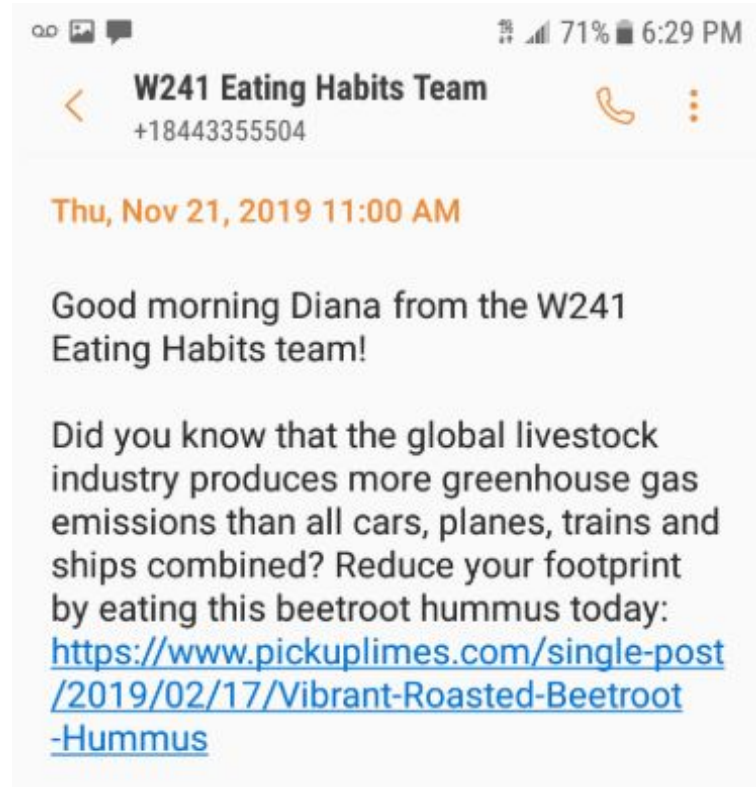 71% 6:29 PM
W241 Eating Habits Team
+18443355504
Thu, Nov 21, 2019 11:00 AM
Good morning Diana from the W241
Eating Habits team!
Did you know that the global livestock
industry produces more greenhouse gas
emissions than all cars, planes, trains and
ships combined? Reduce your footprint
by eating this beetroot hummus today:
https://www.pickuplimes.com/single-post
/2019/02/17/Vibrant-Roasted-Beetroot
-Hummus